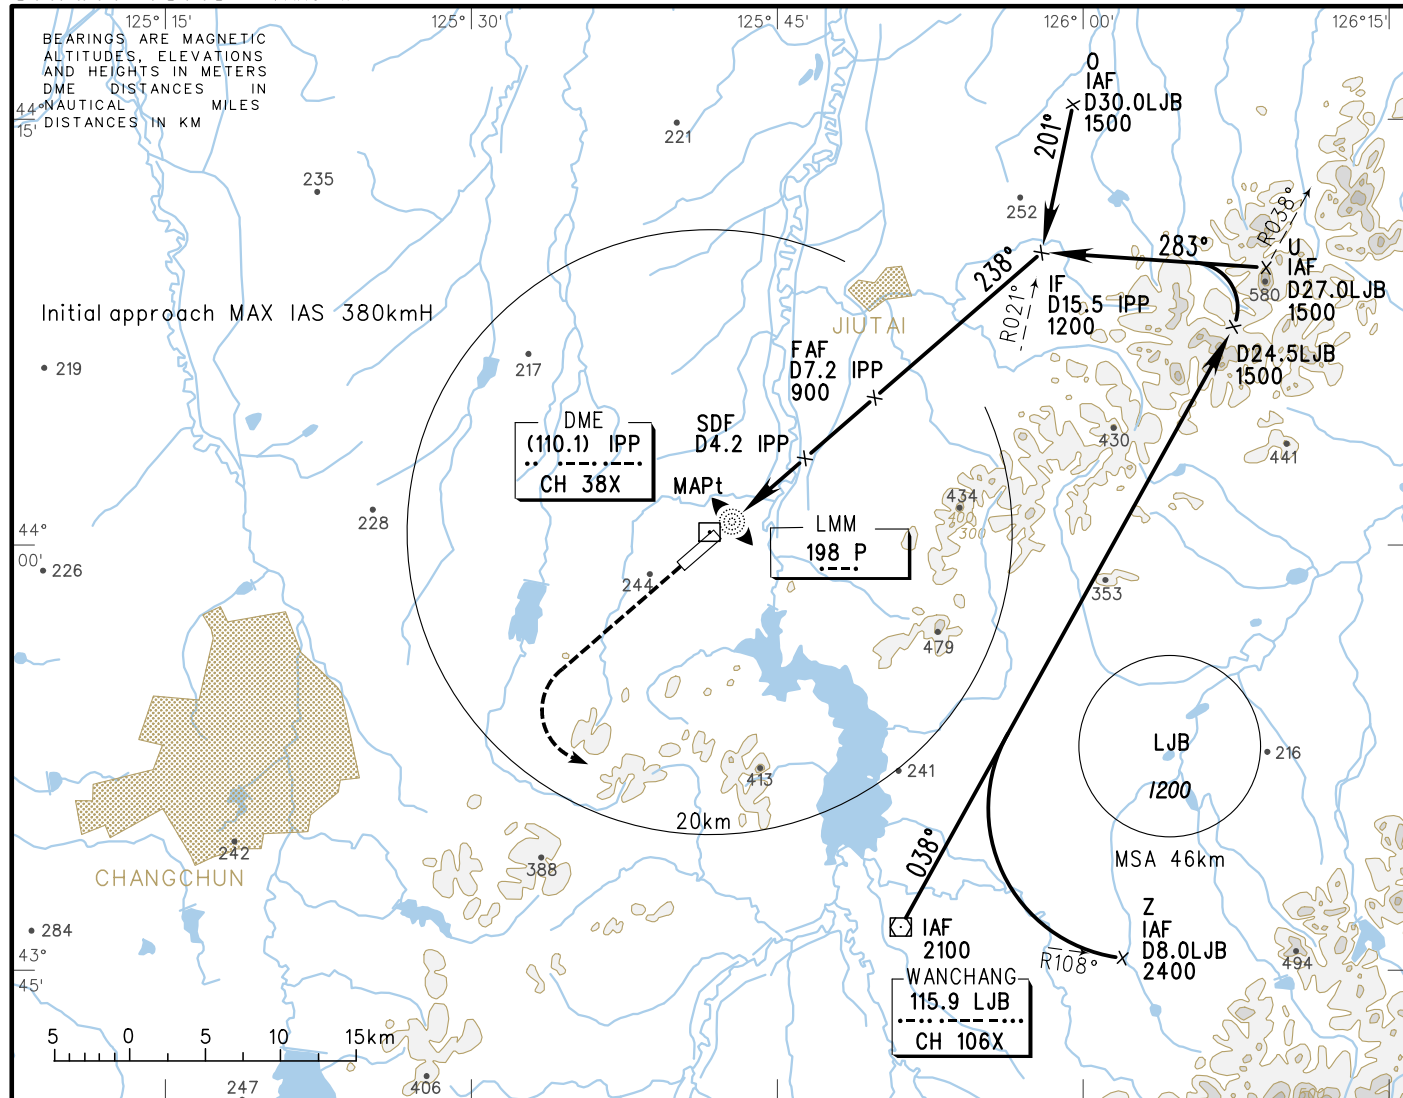 125°15'
125°30'
125°45'
126°00'
126°15'
BEARINGS ARE MAGNETIC
ALTITUDES, ELEVATIONS
AND HEIGHTS IN METERS
DME DISTANCES IN
NAUTICAL MILES
DISTANCES IN KM
44°
15'
O
IAF
D30.0LJB
1500
201°
221
235
252
R038°
283°
U
IAF
D27.0LJB
1500
580
238°
IF
D15.5 IPP
1200
R021°
Initial approach MAX IAS 380kmH
JIUTAI
219
217
FAF
D7.2 IPP
900
D24.5LJB
1500
DME
(110.1) IPP
CH 38X
SDF
D4.2 IPP
MAPt
430
441
434
400
300
228
44°
00'
226
LMM
198 P
244
353
479
LJB
1200
MSA 46km
216
413
241
20km
242
CHANGCHUN
388
038°
284
IAF
2100
Z
IAF
D8.0LJB
2400
R108°
494
43°
45'
WANCHANG
115.9 LJB
CH 106X
5 0 5 10 15km
247
406